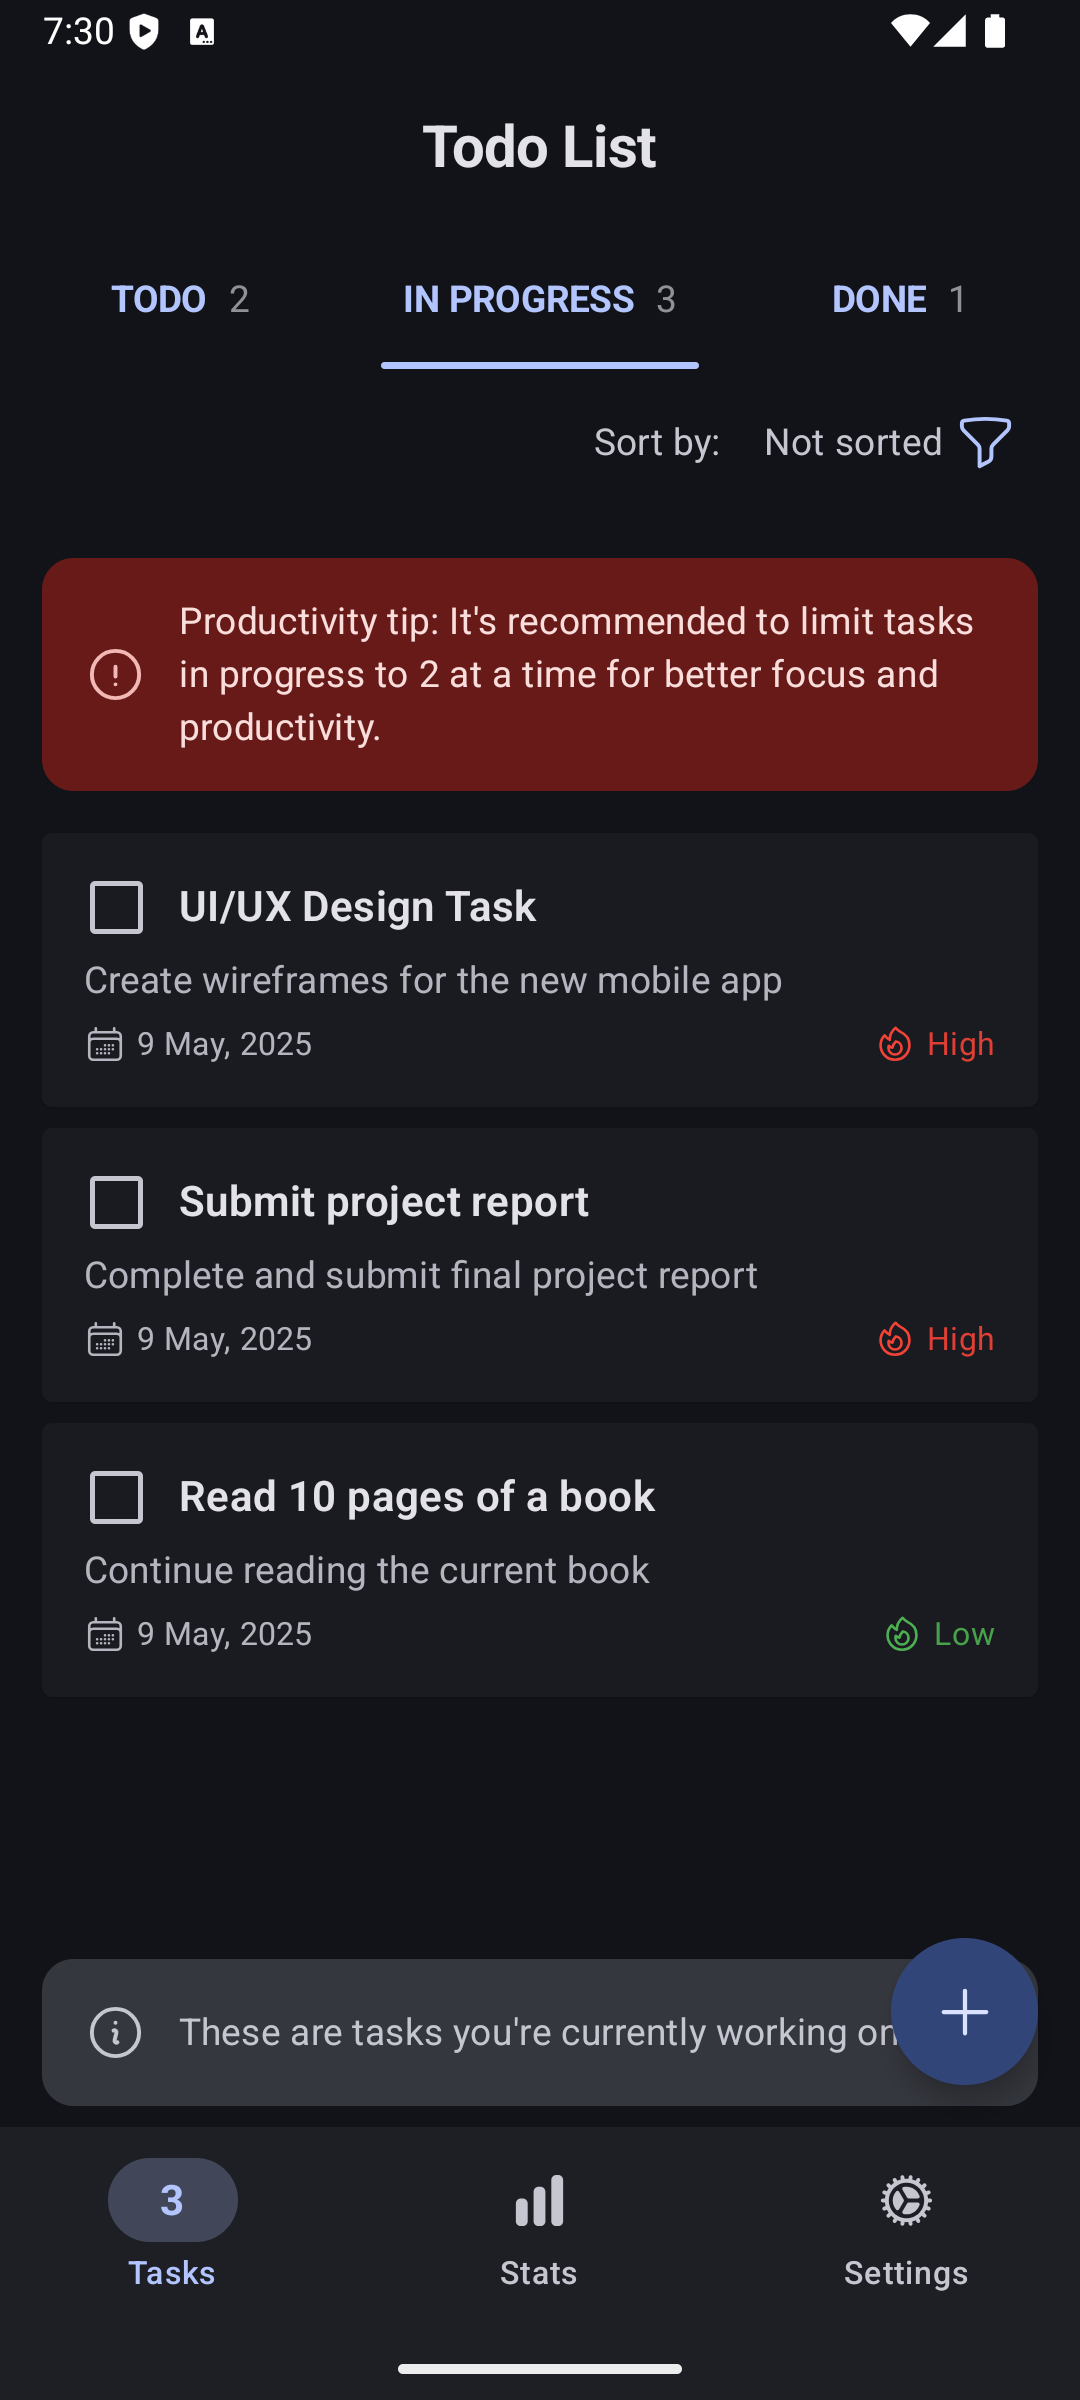 7:30
Todo List
TODO 2
IN PROGRESS 3
DONE 1
Sort by: Not sorted
Productivity tip: It's recommended to limit tasks
in progress to 2 at a time for better focus and
productivity.
UI/UX Design Task
Create wireframes for the new mobile app
9 May, 2025
High
Submit project report
Complete and submit final project report
9 May, 2025
High
Read 10 pages of a book
Continue reading the current book
9 May, 2025
Low
These are tasks you're currently working on
3
Tasks
Stats
Settings